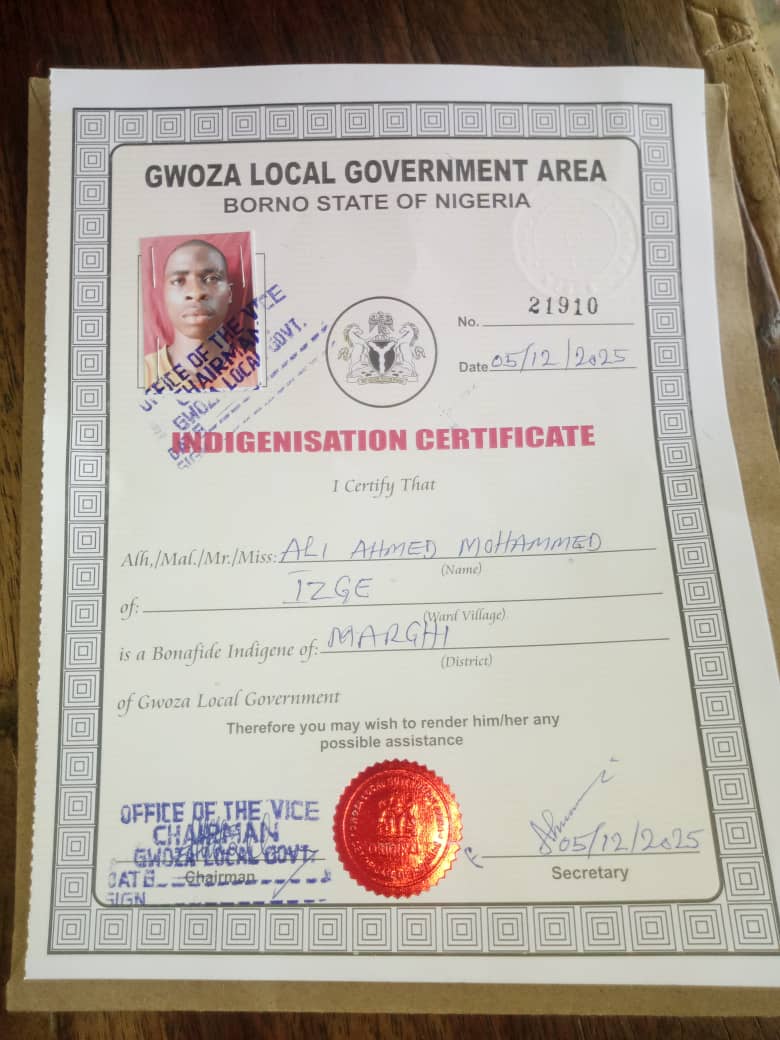 GWOZA LOCAL GOVERNMENT AREA
BORNO STATE OF NIGERIA
OFFICE OF THE VICE
CHAIRMAN
GWOZA LOCAL GOVT.
DATE
SIGN
No. 21910
Date 05/12/2025
INDIGENISATION CERTIFICATE
I Certify That
Alh,/Mal./Mr./Miss: ALI AHMED MOHAMMED
(Name)
of: IZGE
(Ward Village)
is a Bonafide Indigene of: MARGHI
(District)
of Gwoza Local Government
Therefore you may wish to render him/her any
possible assistance
OFFICE OF THE VICE
CHAIRMAN
GWOZA LOCAL GOVT.
DATE
Chairman
SIGN
ORIGINAL
05/12/2025
Secretary